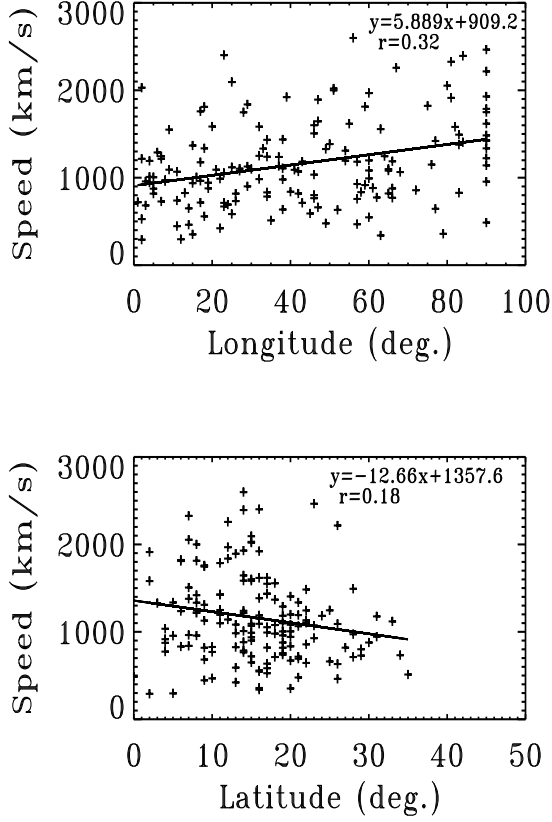 y=5.889x+909.2
r=0.32
3000
2000
1000
0
Speed (km/s)
0 20 40 60 80 100
Longitude (deg.)
y=−12.66x+1357.6
r=0.18
3000
2000
1000
0
Speed (km/s)
0 10 20 30 40 50
Latitude (deg.)